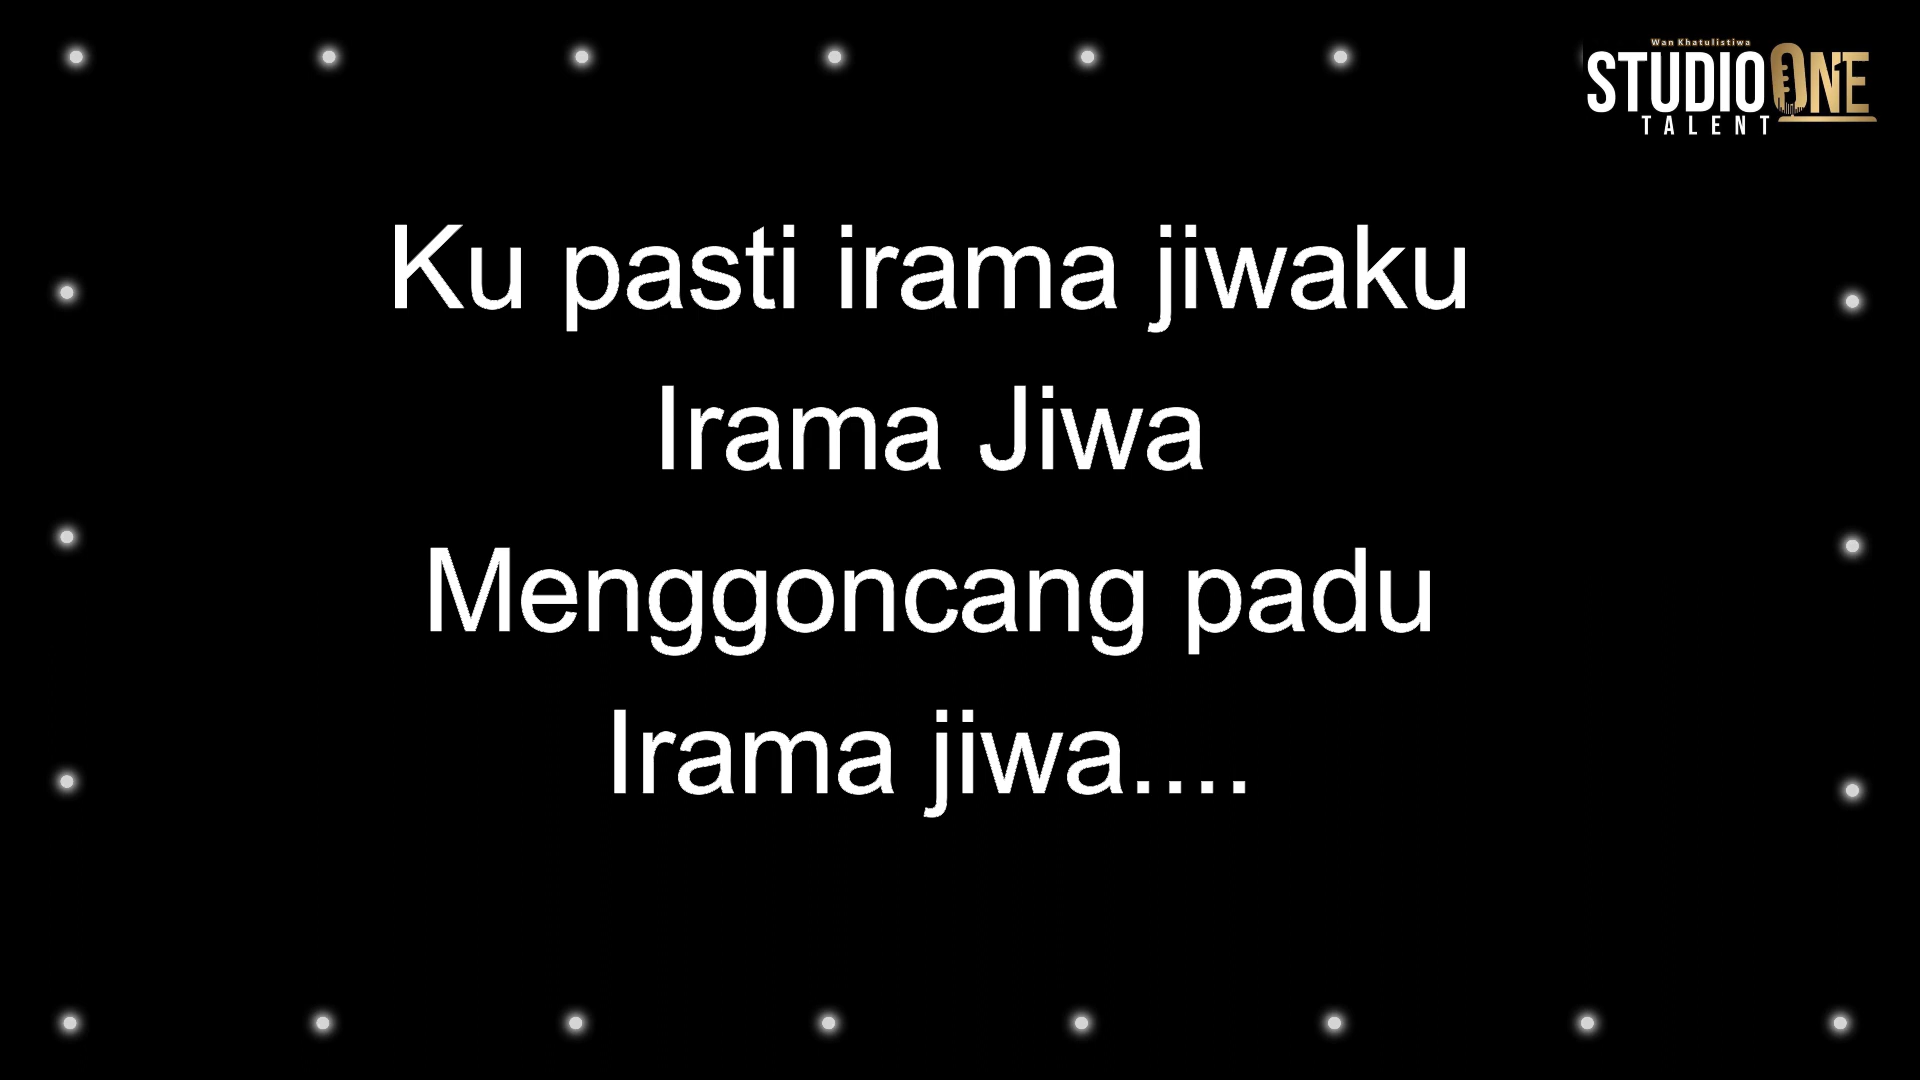 Wan Khatulistiwa
STUDIO ONE
TALENT
Ku pasti irama jiwaku
Irama Jiwa
Menggoncang padu
Irama jiwa....